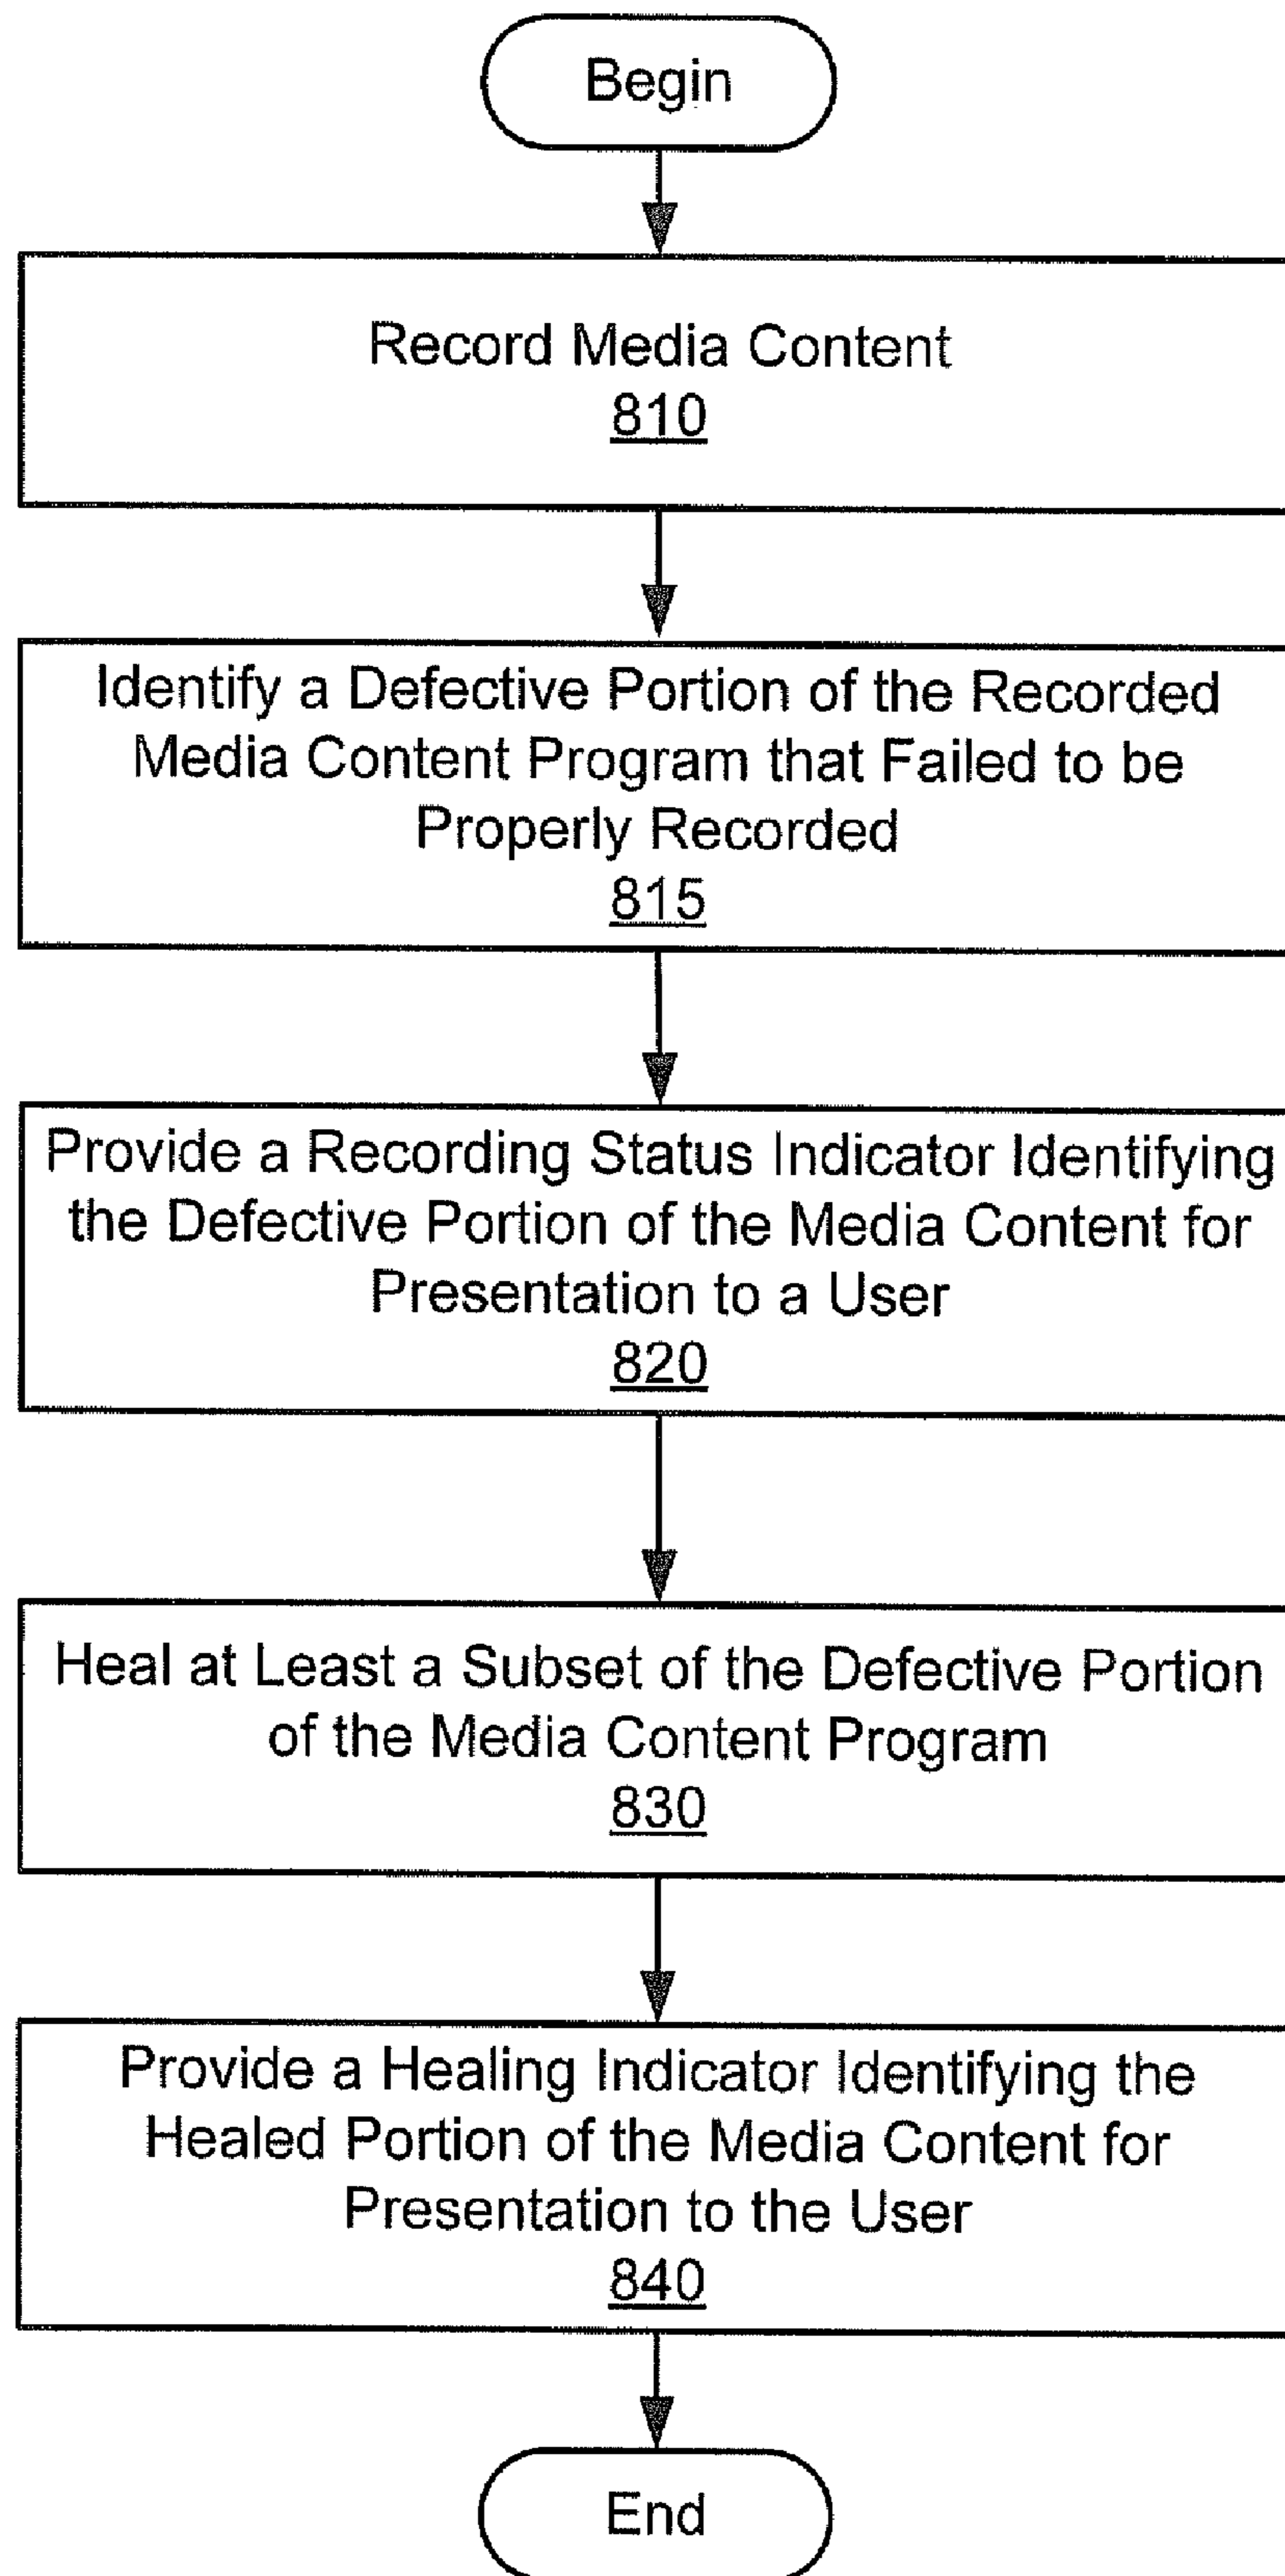 Begin
Record Media Content
810
Identify a Defective Portion of the Recorded
Media Content Program that Failed to be
Properly Recorded
815
Provide a Recording Status Indicator Identifying
the Defective Portion of the Media Content for
Presentation to a User
820
Heal at Least a Subset of the Defective Portion
of the Media Content Program
830
Provide a Healing Indicator Identifying the
Healed Portion of the Media Content for
Presentation to the User
840
End